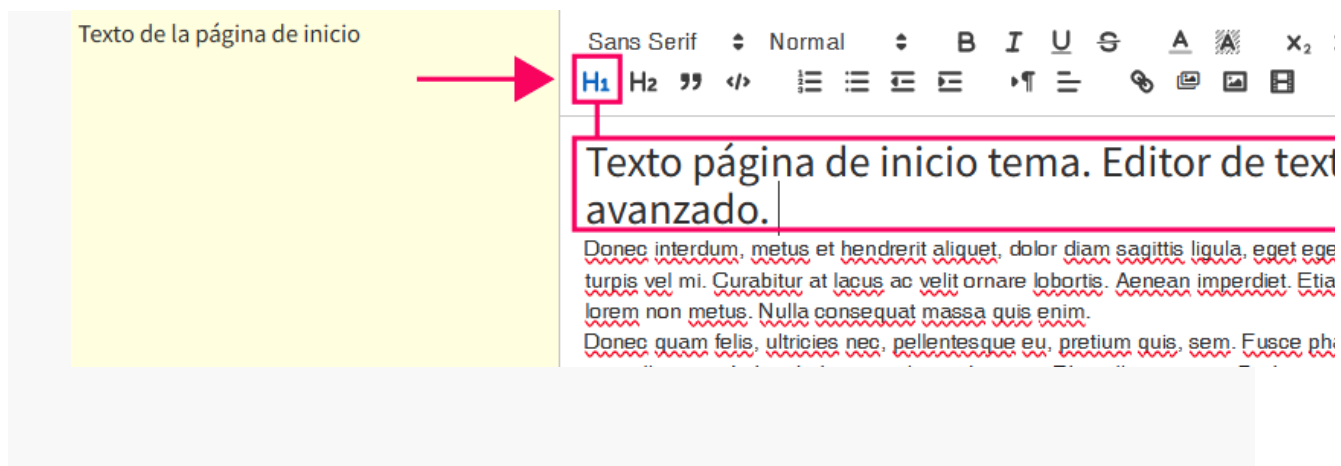 Texto de la página de inicio
Sans Serif Normal B I U S A A x₂
H1 H2 ❞ </>
Texto página de inicio tema. Editor de text
avanzado.
Donec interdum, metus et hendrerit aliquet, dolor diam sagittis ligula, eget ege
turpis vel mi. Curabitur at lacus ac velit ornare lobortis. Aenean imperdiet. Etia
lorem non metus. Nulla consequat massa quis enim.
Donec quam felis, ultricies nec, pellentesque eu, pretium quis, sem. Fusce pha